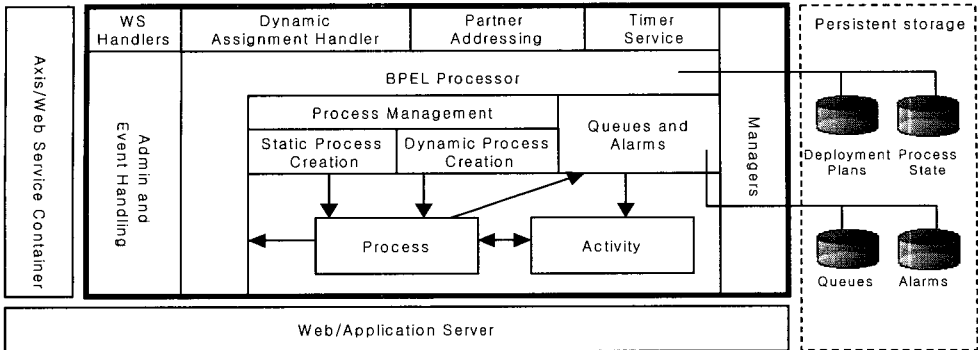 WS
Handlers
Dynamic
Assignment Handler
Partner
Addressing
Timer
Service
Persistent storage
Axis/Web Service Container
Admin and
Event Handling
BPEL Processor
Process Management
Static Process
Creation
Dynamic Process
Creation
Queues and
Alarms
Managers
Deployment
Plans
Process
State
Process
Activity
Queues
Alarms
Web/Application Server